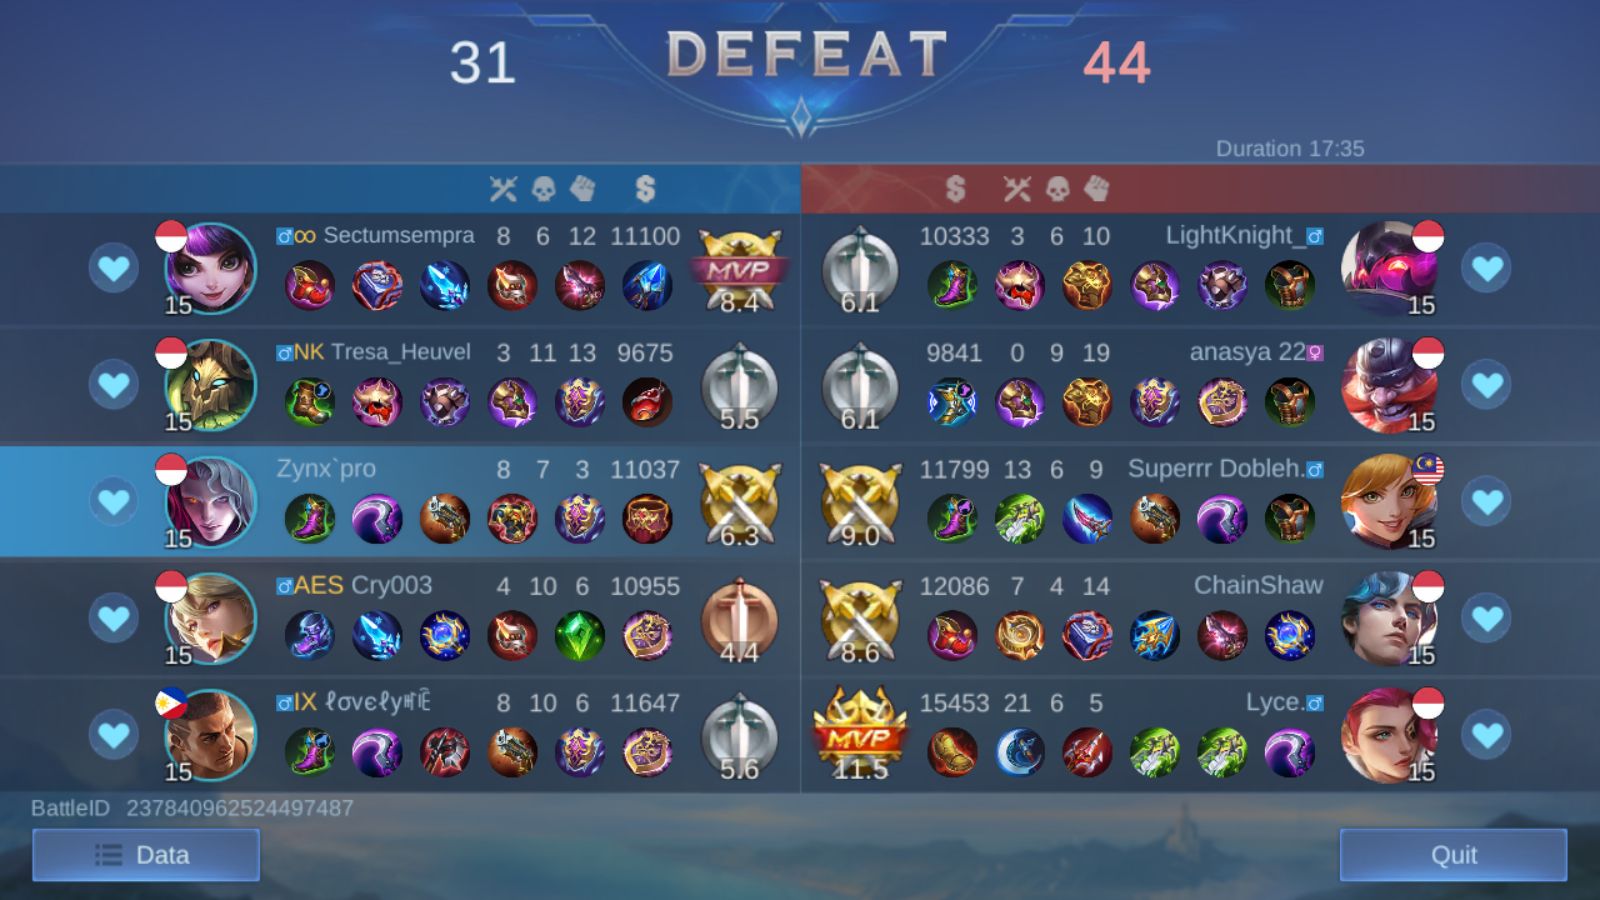 31 DEFEAT 44
Duration 17:35
∞ Sectumsempra 8 6 12 11100 MVP 8.4
15
6.1 10333 3 6 10 LightKnight_
15
NK Tresa_Heuvel 3 11 13 9675 5.5
15
6.1 9841 0 9 19 anasya 22
15
Zynx`pro 8 7 3 11037 6.3
15
9.0 11799 13 6 9 Superrr Dobleh.
15
AES Cry003 4 10 6 10955 4.4
15
8.6 12086 7 4 14 ChainShaw
15
IX 8 10 6 11647 5.6
15
MVP 11.5 15453 21 6 5 Lyce.
15
BattleID 237840962524497487
Data
Quit